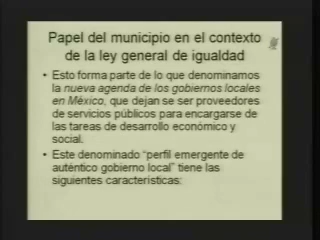 Papel del municipio en el contexto
de la ley general de igualdad
• Esto forma parte de lo que denominamos
la nueva agenda de los gobiernos locales
en México, que dejan se ser proveedores
de servicios públicos para encargarse de
las tareas de desarrollo económico y
social.
• Este denominado “perfil emergente de
auténtico gobierno local” tiene las
siguientes características: